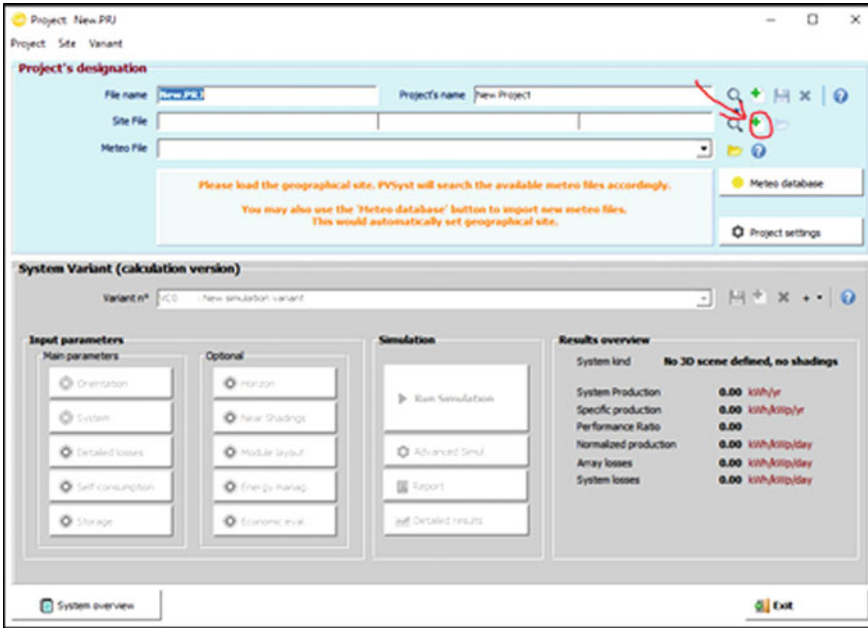 Project: New.PRJ
Project Site Variant
Project's designation
File name New.PRJ Project's name New Project
Site File
Meteo File
Please load the geographical site. PVSyst will search the available meteo files accordingly.
You may also use the 'Meteo database' button to import new meteo files.
This would automatically set geographical site.
Meteo database
Project settings
System Variant (calculation version)
Variant n° VC0 : New simulation variant
Input parameters
Main parameters
Orientation
System
Detailed losses
Self consumption
Storage
Optional
Horizon
Near Shadings
Module layout
Energy manag.
Economic eval.
Simulation
Run Simulation
Advanced Simul.
Report
Detailed results
Results overview
System kind No 3D scene defined, no shadings
System Production 0.00 kWh/yr
Specific production 0.00 kWh/kWp/yr
Performance Ratio 0.00
Normalized production 0.00 kWh/kWp/day
Array losses 0.00 kWh/kWp/day
System losses 0.00 kWh/kWp/day
System overview
Exit